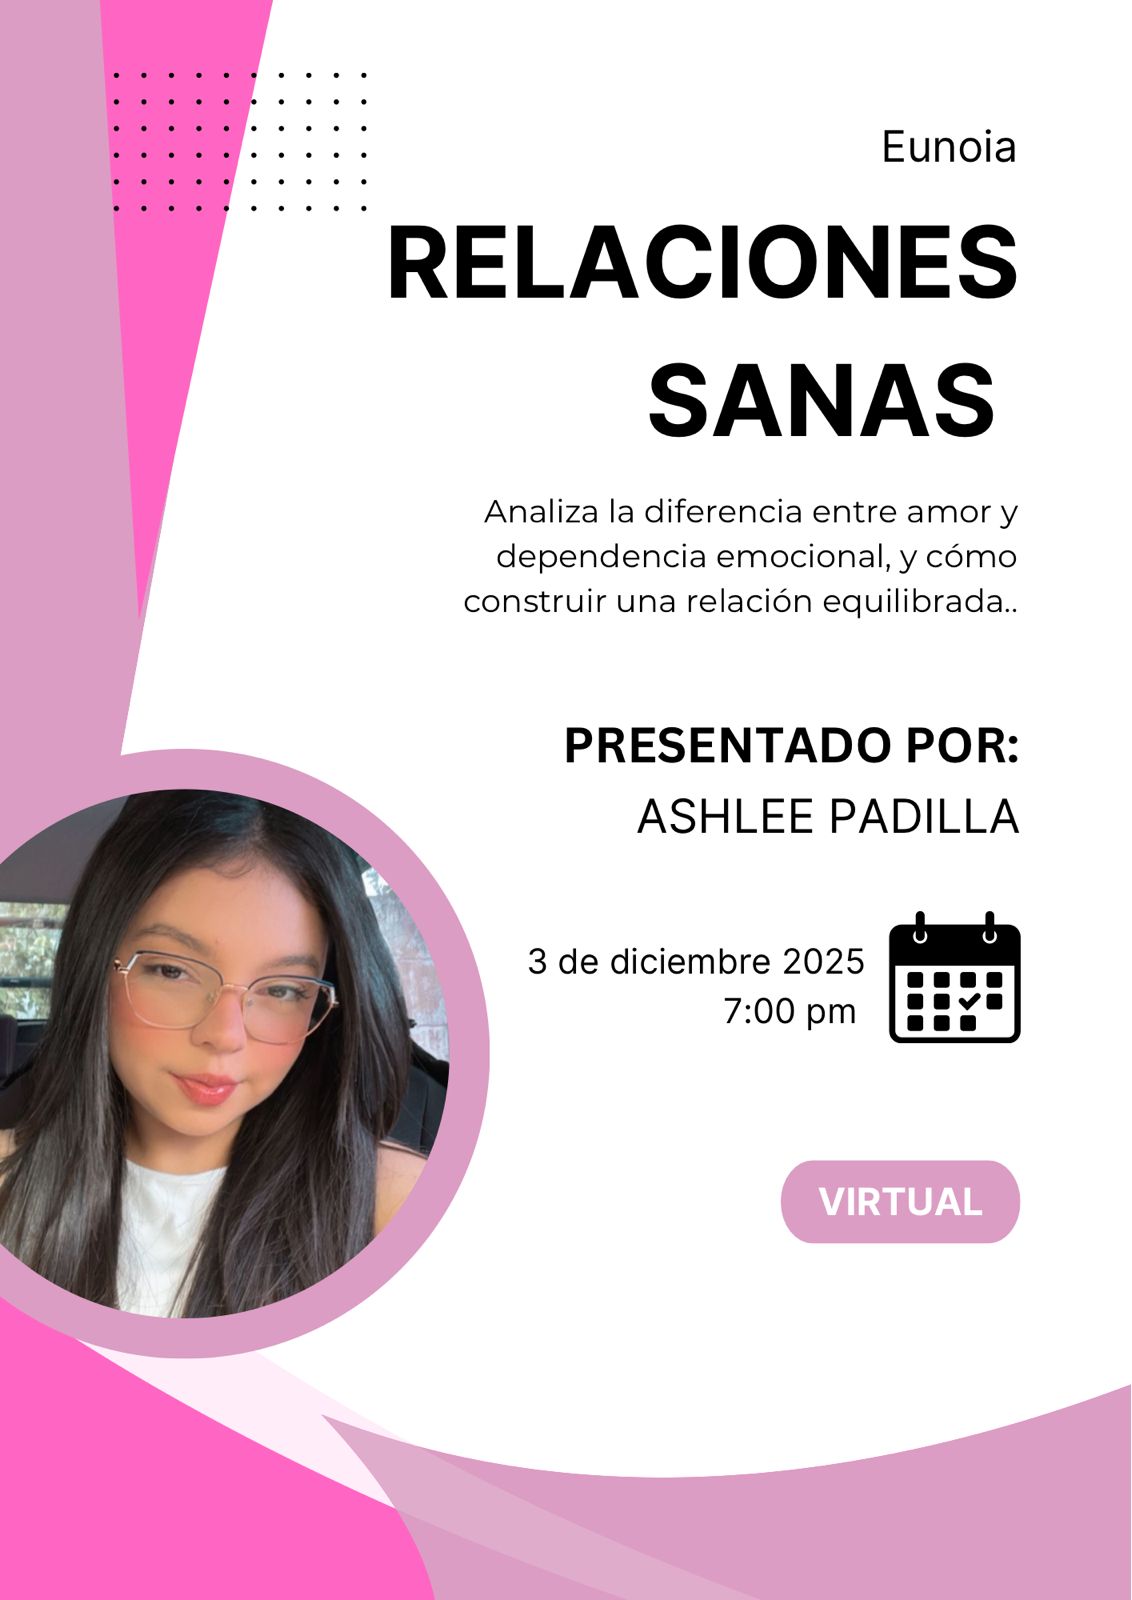 Eunoia
RELACIONES
SANAS
Analiza la diferencia entre amor y
dependencia emocional, y cómo
construir una relación equilibrada..
PRESENTADO POR:
ASHLEE PADILLA
3 de diciembre 2025
7:00 pm
VIRTUAL